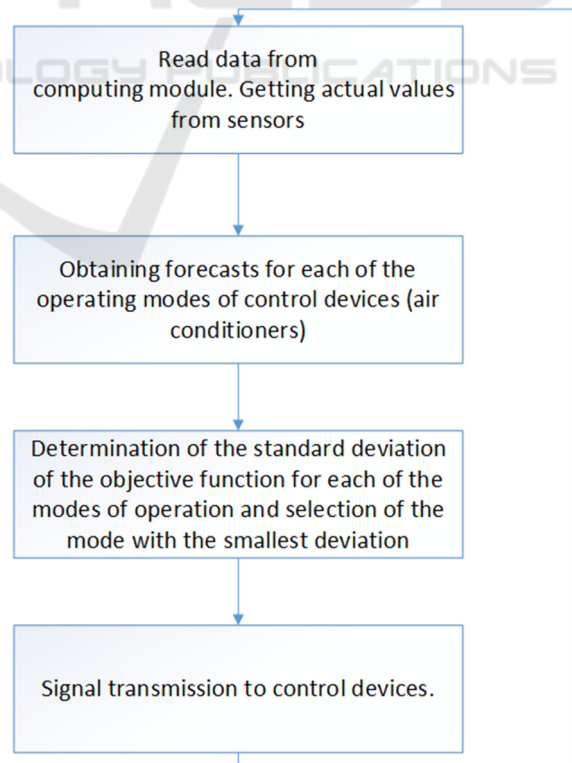 OLOGY PUBLICATIONS
Read data from
computing module. Getting actual values
from sensors
Obtaining forecasts for each of the
operating modes of control devices (air
conditioners)
Determination of the standard deviation
of the objective function for each of the
modes of operation and selection of the
mode with the smallest deviation
Signal transmission to control devices.